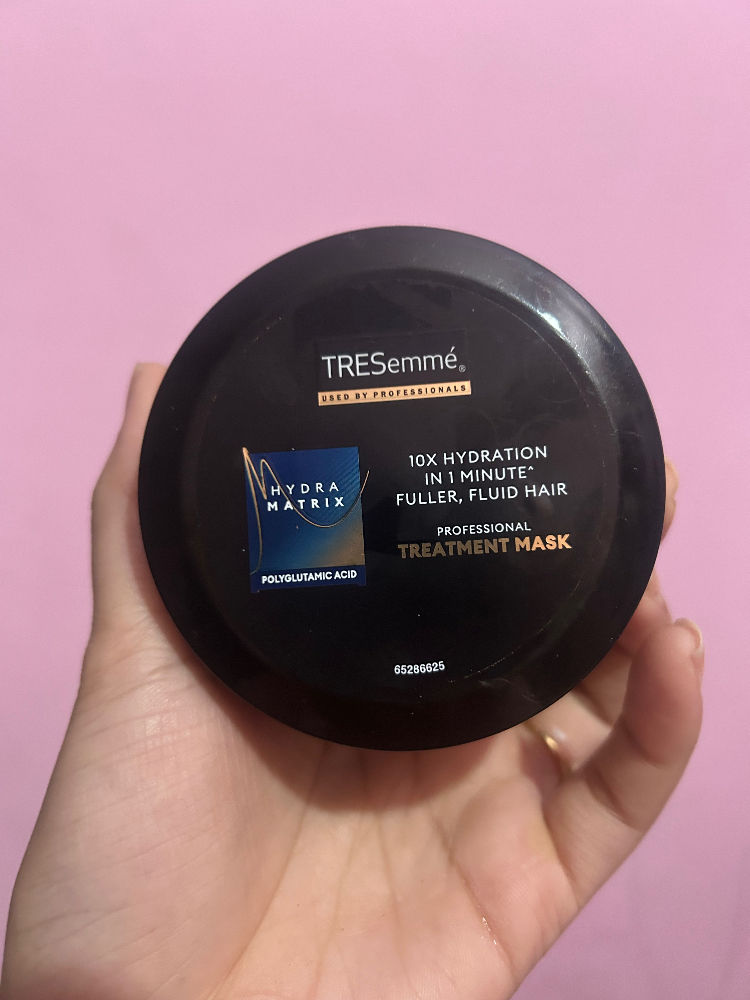 TRESemmé®
USED BY PROFESSIONALS
HYDRA
MATRIX
POLYGLUTAMIC ACID
10X HYDRATION
IN 1 MINUTE^
FULLER, FLUID HAIR
PROFESSIONAL
TREATMENT MASK
65286625